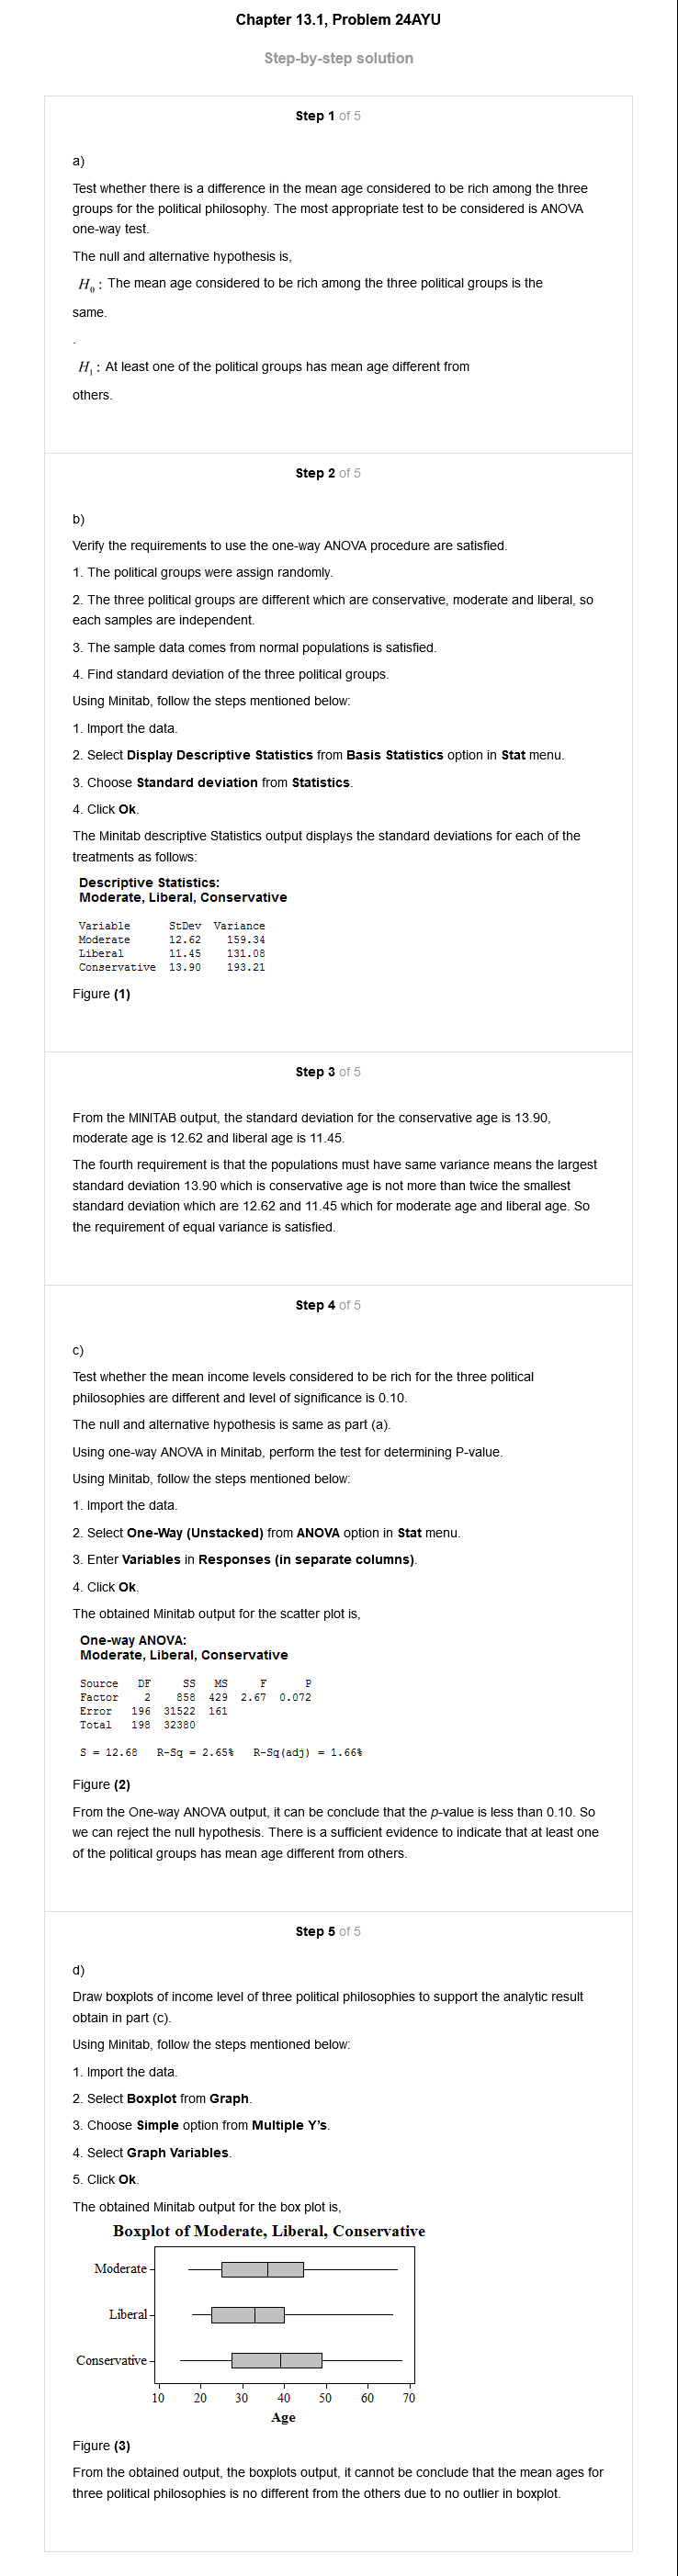 Chapter 13.1, Problem 24AYU
Step-by-step solution
Step 1 of 5
a)
Test whether there is a difference in the mean age considered to be rich among the three
groups for the political philosophy. The most appropriate test to be considered is ANOVA
one-way test.
The null and alternative hypothesis is,
H₀ : The mean age considered to be rich among the three political groups is the
same.
.
H₁ : At least one of the political groups has mean age different from
others.
Step 2 of 5
b)
Verify the requirements to use the one-way ANOVA procedure are satisfied.
1. The political groups were assign randomly.
2. The three political groups are different which are conservative, moderate and liberal, so
each samples are independent.
3. The sample data comes from normal populations is satisfied.
4. Find standard deviation of the three political groups.
Using Minitab, follow the steps mentioned below:
1. Import the data.
2. Select Display Descriptive Statistics from Basis Statistics option in Stat menu.
3. Choose Standard deviation from Statistics.
4. Click Ok.
The Minitab descriptive Statistics output displays the standard deviations for each of the
treatments as follows:
Descriptive Statistics:
Moderate, Liberal, Conservative
Variable StDev Variance
Moderate 12.62 159.34
Liberal 11.45 131.08
Conservative 13.90 193.21
Figure (1)
Step 3 of 5
From the MINITAB output, the standard deviation for the conservative age is 13.90,
moderate age is 12.62 and liberal age is 11.45.
The fourth requirement is that the populations must have same variance means the largest
standard deviation 13.90 which is conservative age is not more than twice the smallest
standard deviation which are 12.62 and 11.45 which for moderate age and liberal age. So
the requirement of equal variance is satisfied.
Step 4 of 5
c)
Test whether the mean income levels considered to be rich for the three political
philosophies are different and level of significance is 0.10.
The null and alternative hypothesis is same as part (a).
Using one-way ANOVA in Minitab, perform the test for determining P-value.
Using Minitab, follow the steps mentioned below:
1. Import the data.
2. Select One-Way (Unstacked) from ANOVA option in Stat menu.
3. Enter Variables in Responses (in separate columns).
4. Click Ok.
The obtained Minitab output for the scatter plot is,
One-way ANOVA:
Moderate, Liberal, Conservative
Source DF SS MS F P
Factor 2 858 429 2.67 0.072
Error 196 31522 161
Total 198 32380
S = 12.68 R-Sq = 2.65% R-Sq(adj) = 1.66%
Figure (2)
From the One-way ANOVA output, it can be conclude that the p-value is less than 0.10. So
we can reject the null hypothesis. There is a sufficient evidence to indicate that at least one
of the political groups has mean age different from others.
Step 5 of 5
d)
Draw boxplots of income level of three political philosophies to support the analytic result
obtain in part (c).
Using Minitab, follow the steps mentioned below:
1. Import the data.
2. Select Boxplot from Graph.
3. Choose Simple option from Multiple Y's.
4. Select Graph Variables.
5. Click Ok.
The obtained Minitab output for the box plot is,
Boxplot of Moderate, Liberal, Conservative
Moderate
Liberal
Conservative
10 20 30 40 50 60 70
Age
Figure (3)
From the obtained output, the boxplots output, it cannot be conclude that the mean ages for
three political philosophies is no different from the others due to no outlier in boxplot.